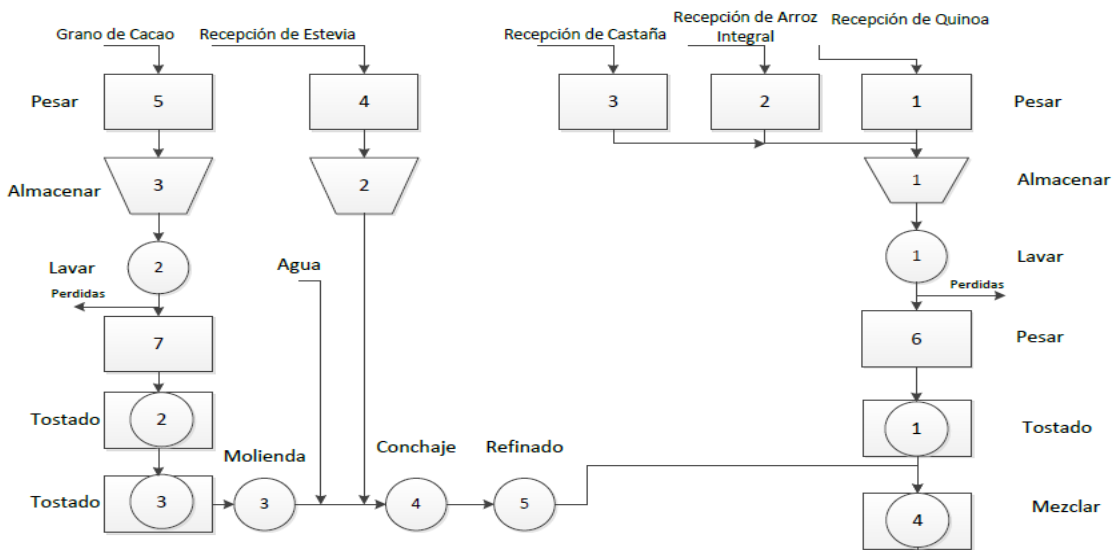 Grano de Cacao
Recepción de Estevia
Recepción de Castaña
Recepción de Arroz
Integral
Recepción de Quinoa
Pesar
5
4
3
2
1
Pesar
Almacenar
3
2
1
Almacenar
Lavar
2
Agua
1
Lavar
Perdidas
Perdidas
7
6
Pesar
Tostado
2
1
Tostado
Molienda
Conchaje
Refinado
Tostado
3
3
4
5
4
Mezclar